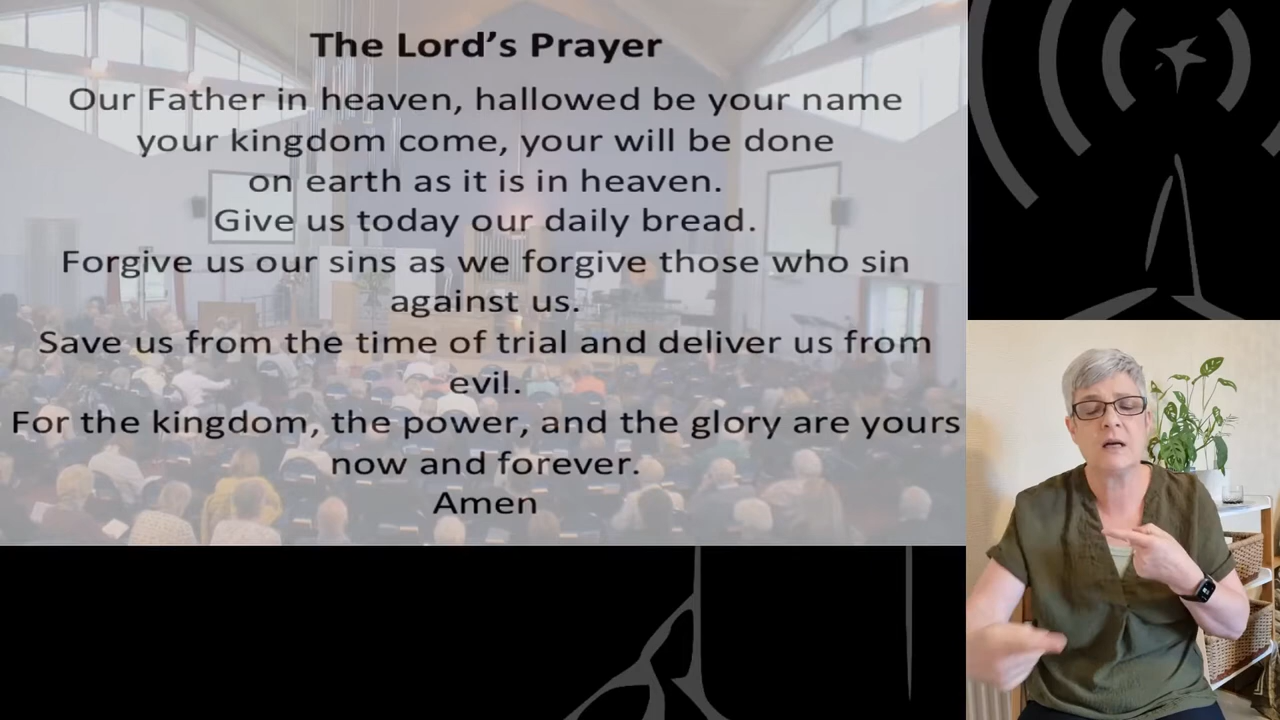 The Lord’s Prayer
Our Father in heaven, hallowed be your name
your kingdom come, your will be done
on earth as it is in heaven.
Give us today our daily bread.
Forgive us our sins as we forgive those who sin
against us.
Save us from the time of trial and deliver us from
evil.
For the kingdom, the power, and the glory are yours
now and forever.
Amen